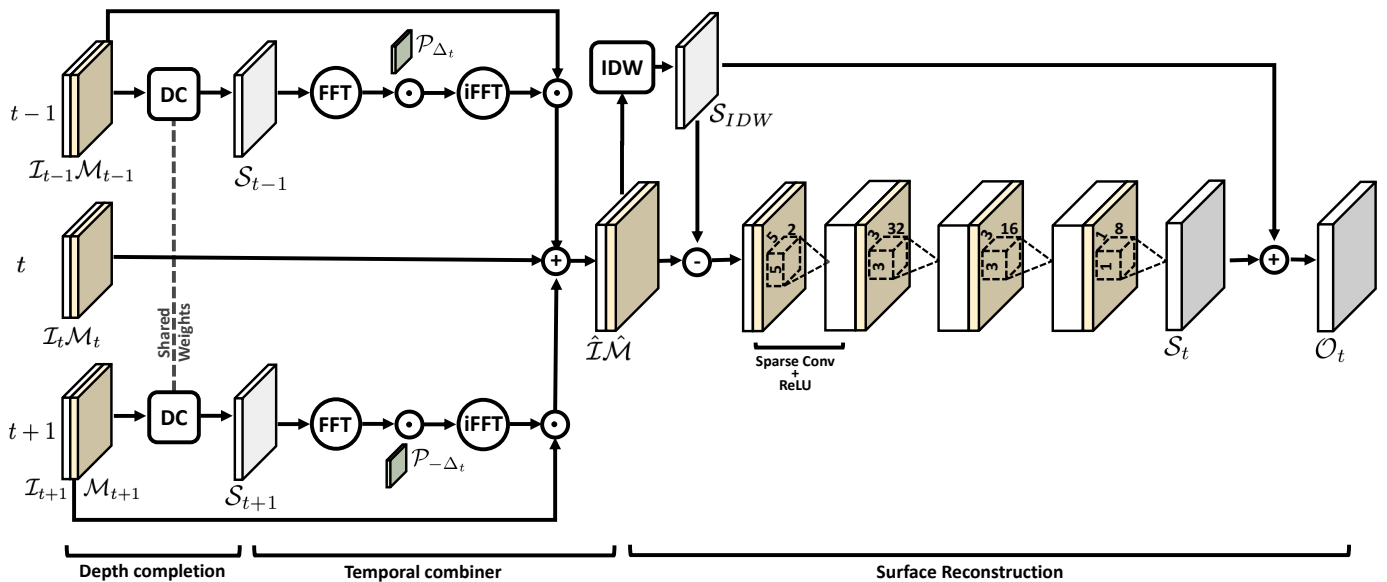 t−1
I_{t−1}M_{t−1}
DC
S_{t−1}
FFT
P_{Δ_t}
iFFT
IDW
S_{IDW}
t
I_tM_t
Shared
Weights
ÎM̂
5 5 2
3 3 32
3 3 16
1 1 8
Sparse Conv
+
ReLU
S_t
O_t
+
-
+
t+1
I_{t+1} M_{t+1}
DC
S_{t+1}
FFT
P_{−Δ_t}
iFFT
Depth completion
Temporal combiner
Surface Reconstruction